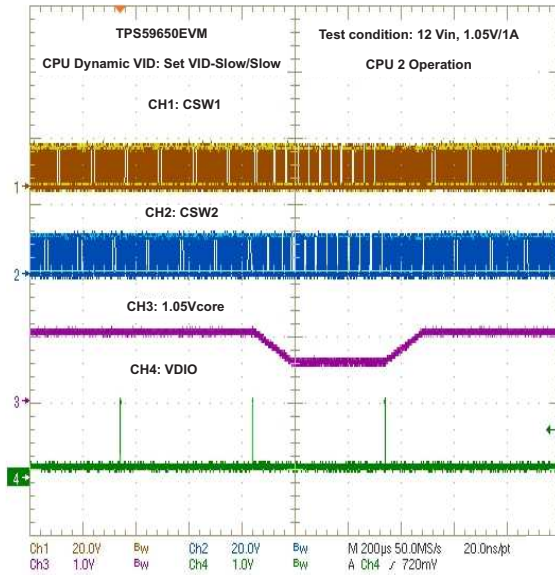 TPS59650EVM
Test condition: 12 Vin, 1.05V/1A
CPU Dynamic VID: Set VID-Slow/Slow
CPU 2 Operation
CH1: CSW1
1
CH2: CSW2
2
CH3: 1.05Vcore
CH4: VDIO
3
4
Ch1 20.0V Bw Ch2 20.0V Bw M 200µs 50.0MS/s 20.0ns/pt
Ch3 1.0V Bw Ch4 1.0V Bw A Ch4 ∕ 720mV